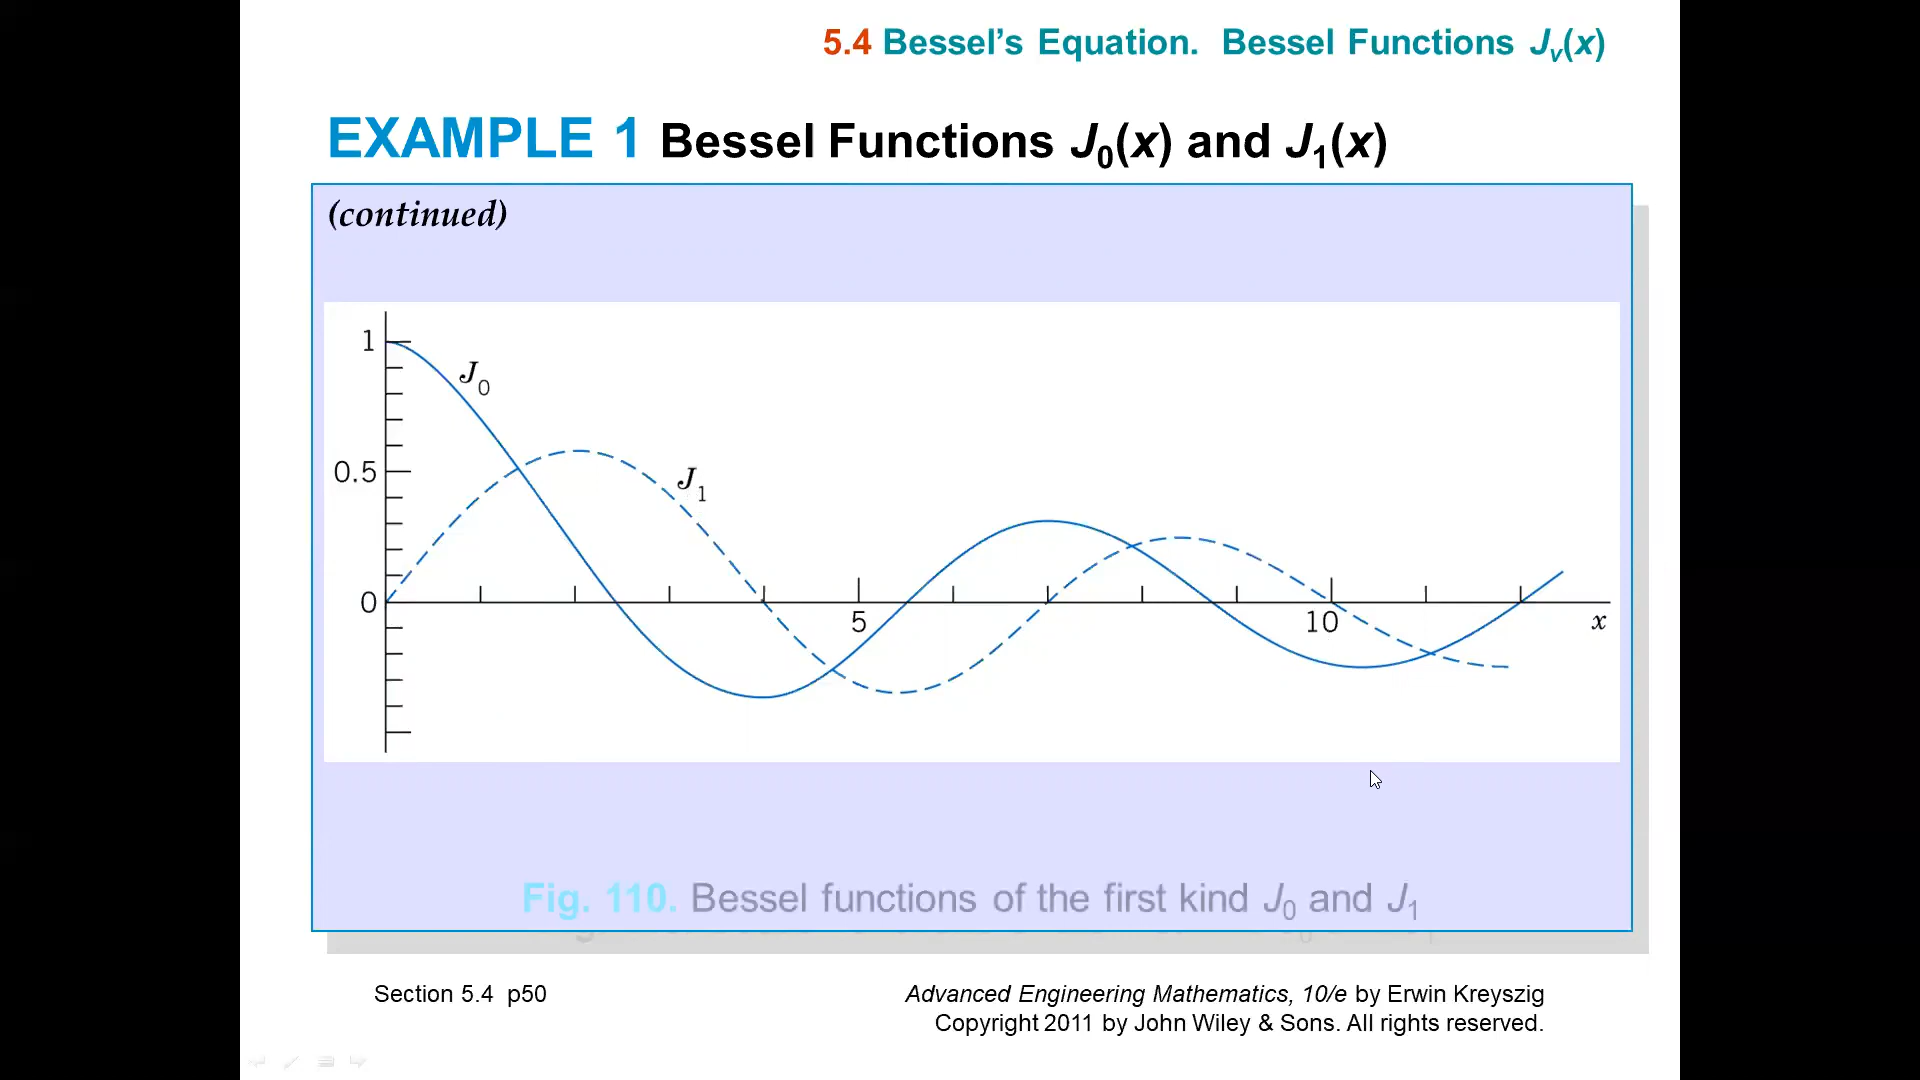 5.4 Bessel’s Equation. Bessel Functions Jv(x)
EXAMPLE 1 Bessel Functions J0(x) and J1(x)
(continued)
1
J0
0.5
J1
0
5
10
x
Fig. 110. Bessel functions of the first kind J0 and J1
Section 5.4 p50
Advanced Engineering Mathematics, 10/e by Erwin Kreyszig
Copyright 2011 by John Wiley & Sons. All rights reserved.